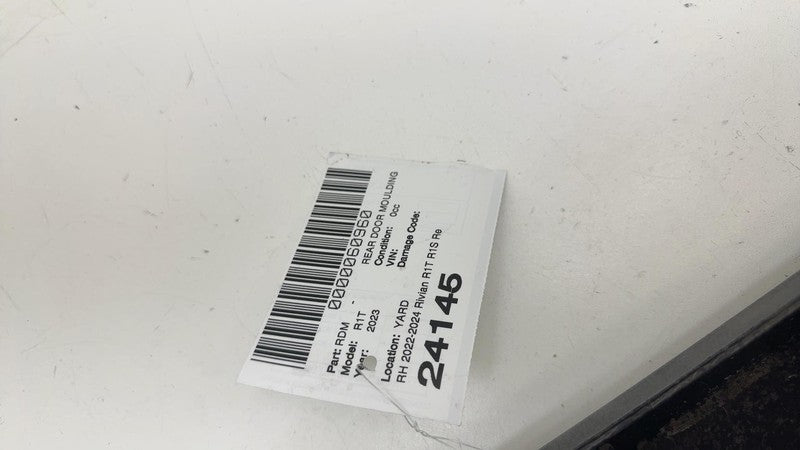 0000060960
Part: RDM - REAR DOOR MOULDING
Model: R1T Condition: 0cc
Year: 2023 VIN:
Damage Code:
Location: YARD
RH 2022-2024 Rivian R1T R1S Re
24145